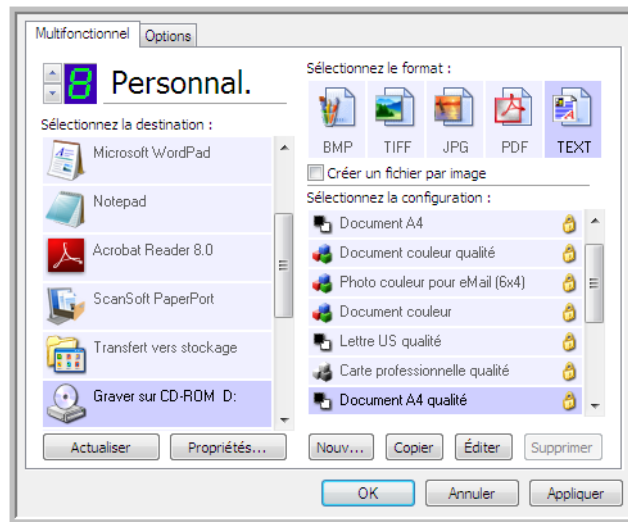 Multifonctionnel
Options
8
Personnal.
Sélectionnez la destination :
Microsoft WordPad
Notepad
Acrobat Reader 8.0
ScanSoft PaperPort
Transfert vers stockage
Graver sur CD-ROM D:
Actualiser
Propriétés...
Sélectionnez le format :
BMP
TIFF
JPG
PDF
TEXT
Créer un fichier par image
Sélectionnez la configuration :
Document A4
Document couleur qualité
Photo couleur pour eMail (6x4)
Document couleur
Lettre US qualité
Carte professionnelle qualité
Document A4 qualité
Nouv...
Copier
Éditer
Supprimer
OK
Annuler
Appliquer